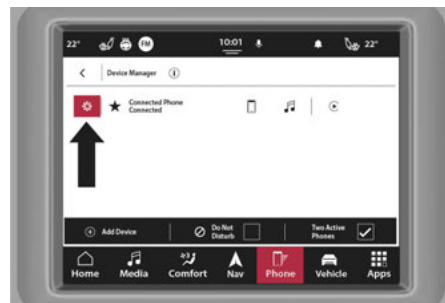 22° FM 10:01 22°
Device Manager
Connected Phone
Connected
Add Device
Do Not
Disturb
Two Active
Phones
Home Media Comfort Nav Phone Vehicle Apps